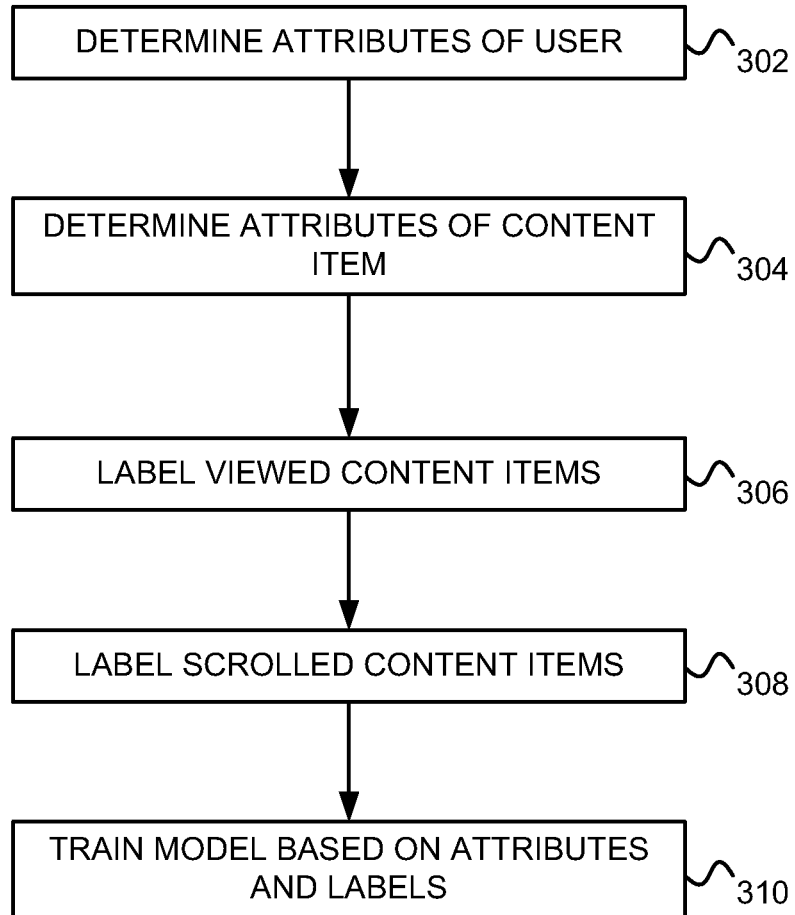 DETERMINE ATTRIBUTES OF USER
302
DETERMINE ATTRIBUTES OF CONTENT
ITEM
304
LABEL VIEWED CONTENT ITEMS
306
LABEL SCROLLED CONTENT ITEMS
308
TRAIN MODEL BASED ON ATTRIBUTES
AND LABELS
310